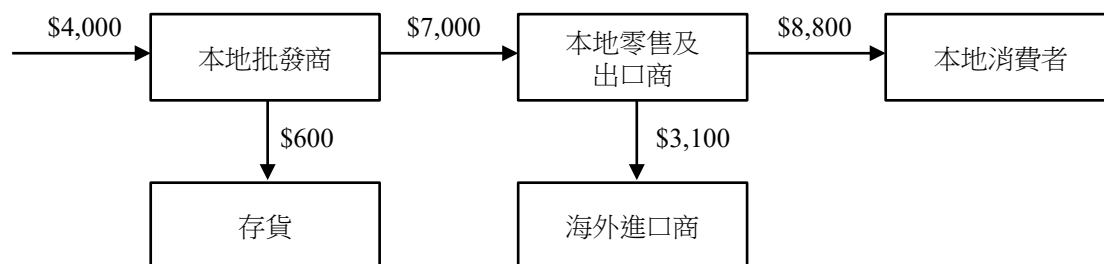 $4,000
本地批發商
$7,000
本地零售及
出口商
$8,800
本地消費者
$600
$3,100
存貨
海外進口商